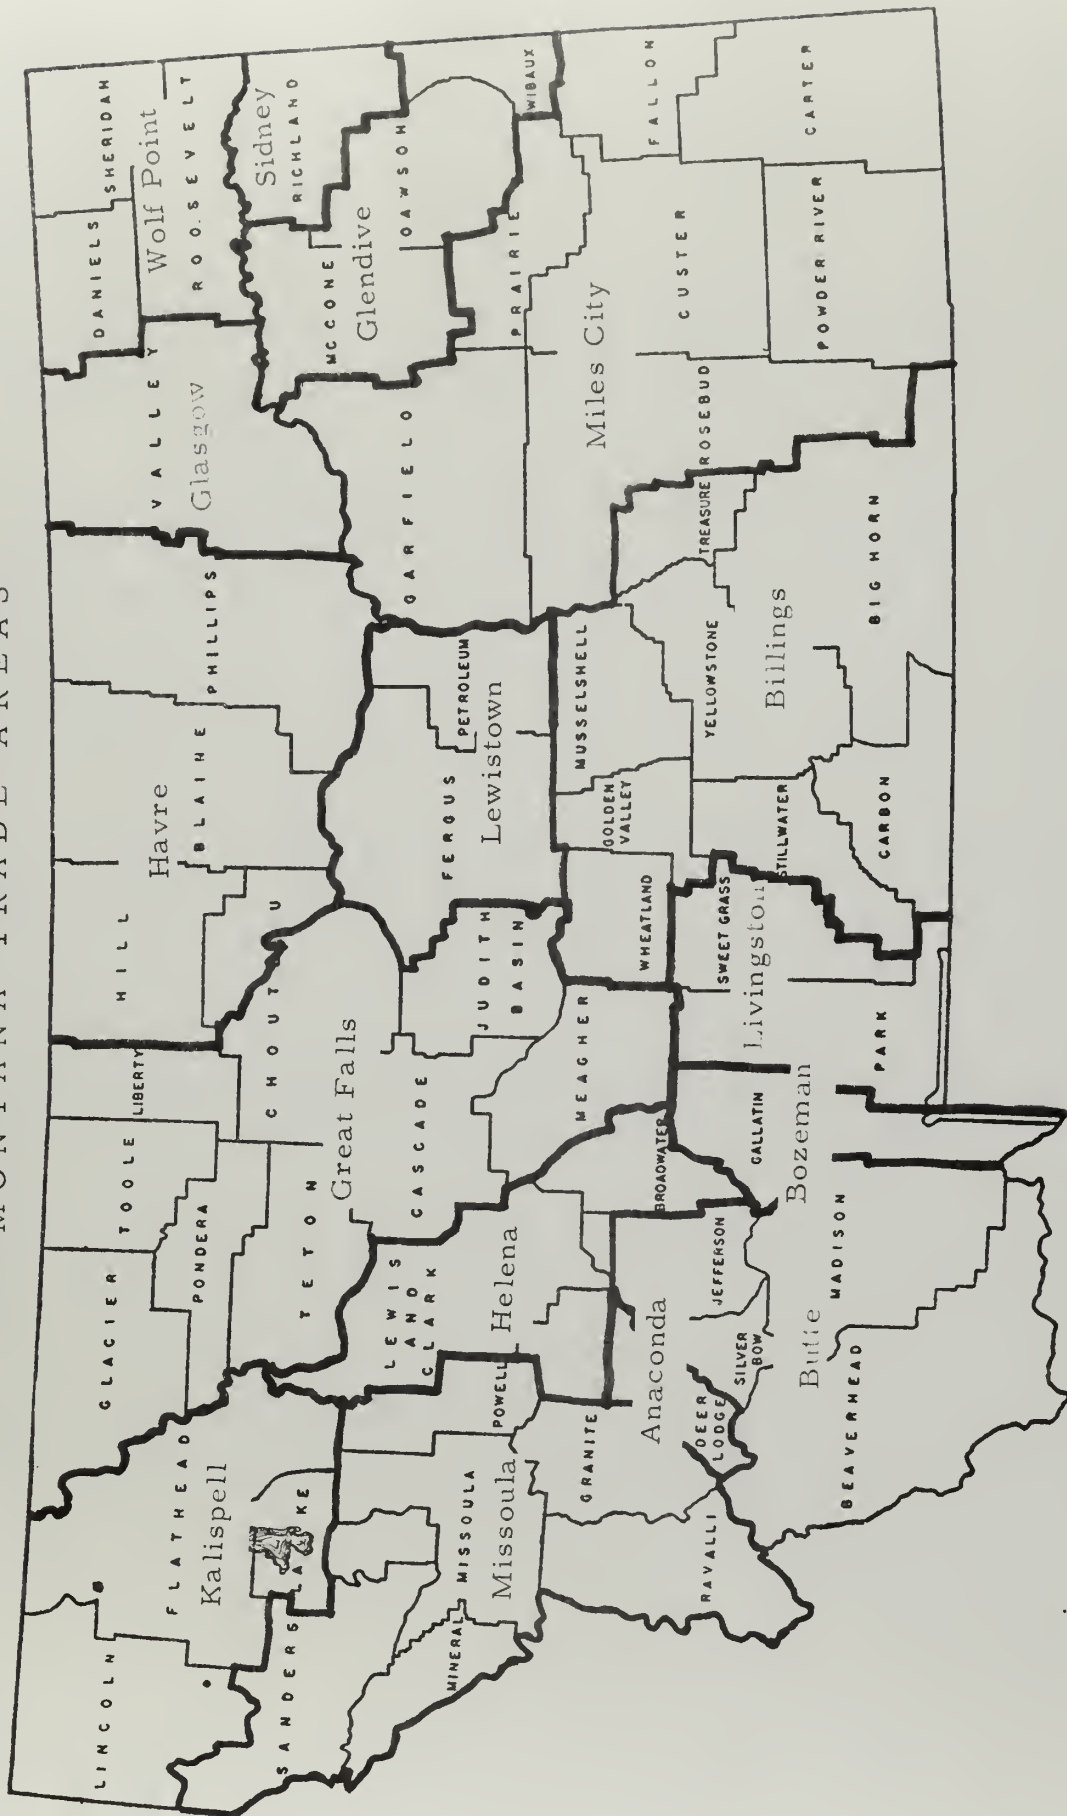 MONTANA TRADE AREAS
LINCOLN
FLATHEAD
Kalispell
GLACIER
TOOLE
LIBERTY
HILL
Havre
BLAINE
PHILLIPS
VALLEY
Glasgow
DANIELS
SHERIDAN
Wolf Point
ROOSEVELT
Sidney
RICHLAND
SANDERS
LAKE
PONDERA
TETON
CHOUTEAU
Great Falls
CASCADE
JUDITH
BASIN
FERGUS
Lewistown
PETROLEUM
GARFIELD
MCCONE
Glendive
DAWSON
PRAIRIE
WIBAUX
MINERAL
MISSOULA
Missoula
POWELL
LEWIS
AND
CLARK
Helena
MEAGHER
BROADWATER
WHEATLAND
GOLDEN
VALLEY
MUSSELSHELL
TREASURE
ROSEBUD
Miles City
CUSTER
FALLON
RAVALLI
GRANITE
Anaconda
DEER
LODGE
SILVER
BOW
JEFFERSON
Butte
BEAVERHEAD
MADISON
GALLATIN
Bozeman
PARK
Livingston
SWEET GRASS
STILLWATER
CARBON
YELLOWSTONE
Billings
BIG HORN
POWDER RIVER
CARTER